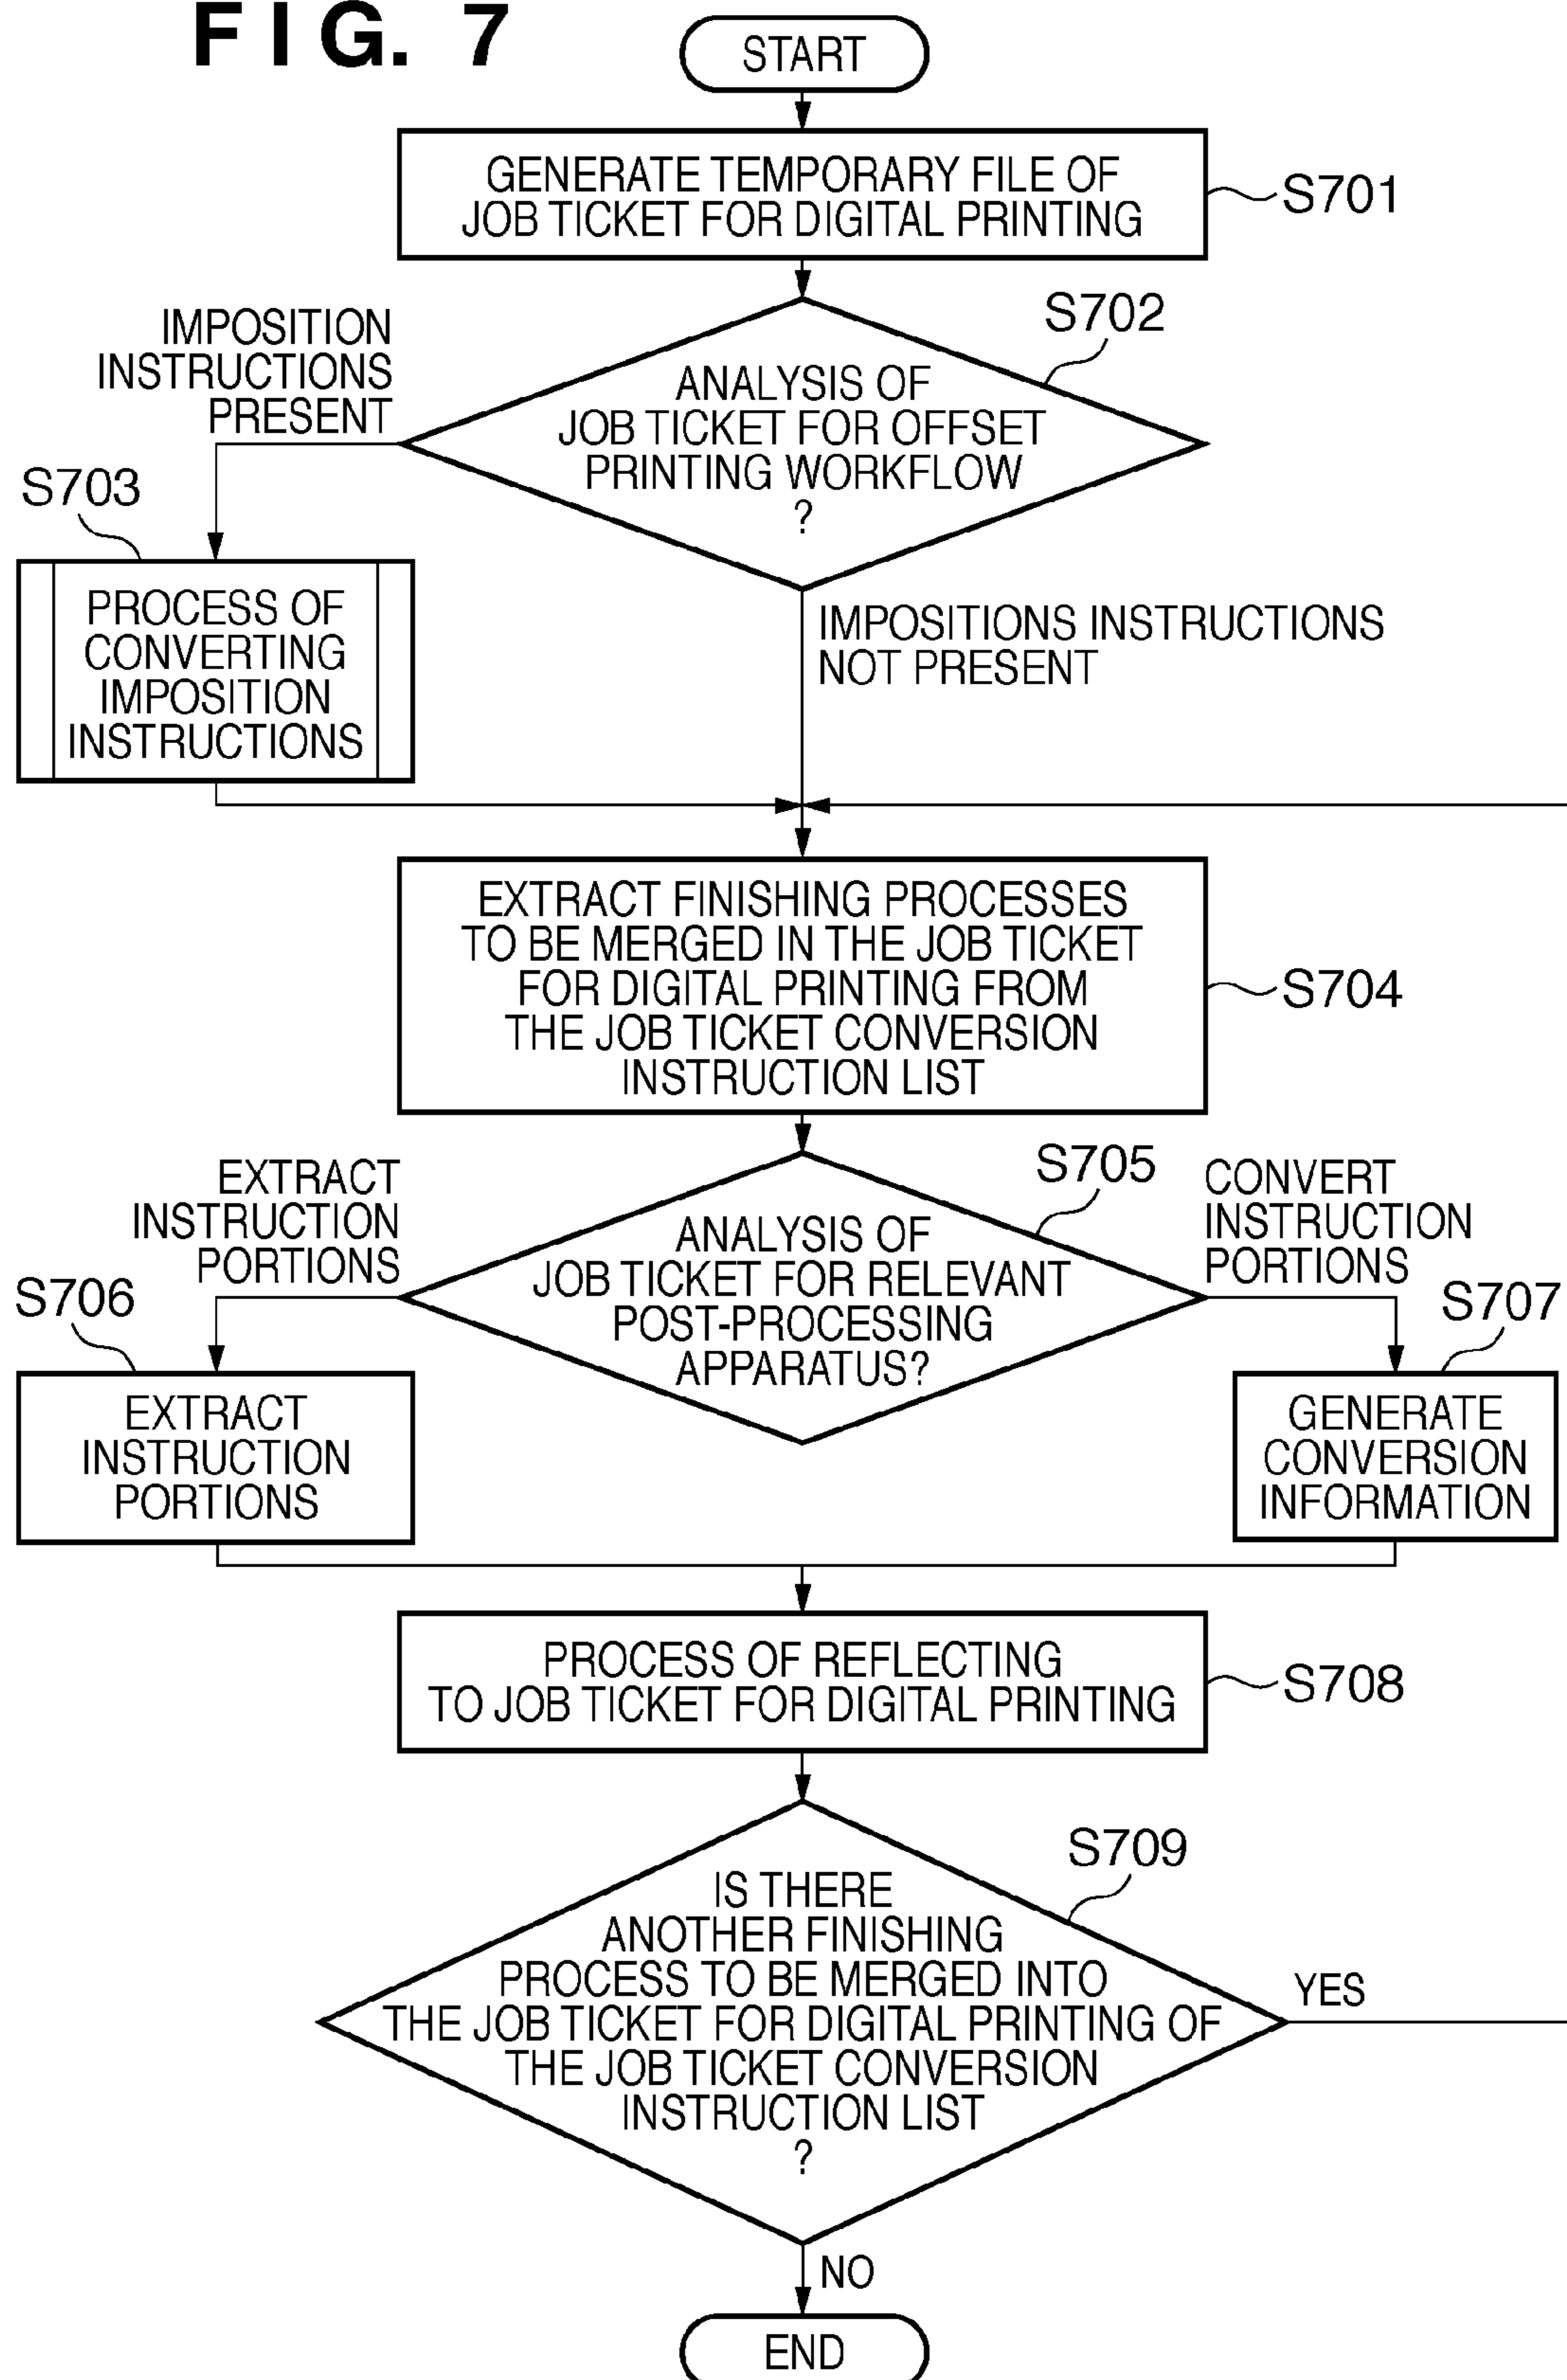 FIG. 7
START
GENERATE TEMPORARY FILE OF
JOB TICKET FOR DIGITAL PRINTING
S701
S702
ANALYSIS OF
JOB TICKET FOR OFFSET
PRINTING WORKFLOW
?
IMPOSITION
INSTRUCTIONS
PRESENT
S703
PROCESS OF
CONVERTING
IMPOSITION
INSTRUCTIONS
IMPOSITIONS INSTRUCTIONS
NOT PRESENT
EXTRACT FINISHING PROCESSES
TO BE MERGED IN THE JOB TICKET
FOR DIGITAL PRINTING FROM
THE JOB TICKET CONVERSION
INSTRUCTION LIST
S704
S705
ANALYSIS OF
JOB TICKET FOR RELEVANT
POST-PROCESSING
APPARATUS?
EXTRACT
INSTRUCTION
PORTIONS
S706
EXTRACT
INSTRUCTION
PORTIONS
CONVERT
INSTRUCTION
PORTIONS
S707
GENERATE
CONVERSION
INFORMATION
PROCESS OF REFLECTING
TO JOB TICKET FOR DIGITAL PRINTING
S708
S709
IS THERE
ANOTHER FINISHING
PROCESS TO BE MERGED INTO
THE JOB TICKET FOR DIGITAL PRINTING OF
THE JOB TICKET CONVERSION
INSTRUCTION LIST
?
YES
NO
END